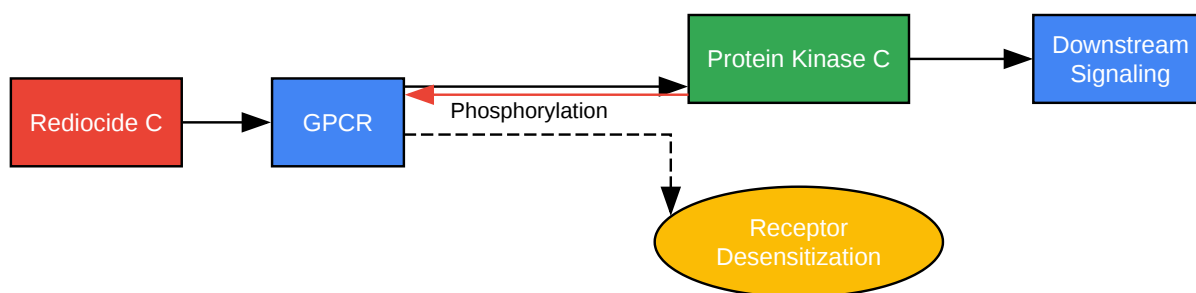 Rediocide C
GPCR
Phosphorylation
Protein Kinase C
Downstream
Signaling
Receptor
Desensitization